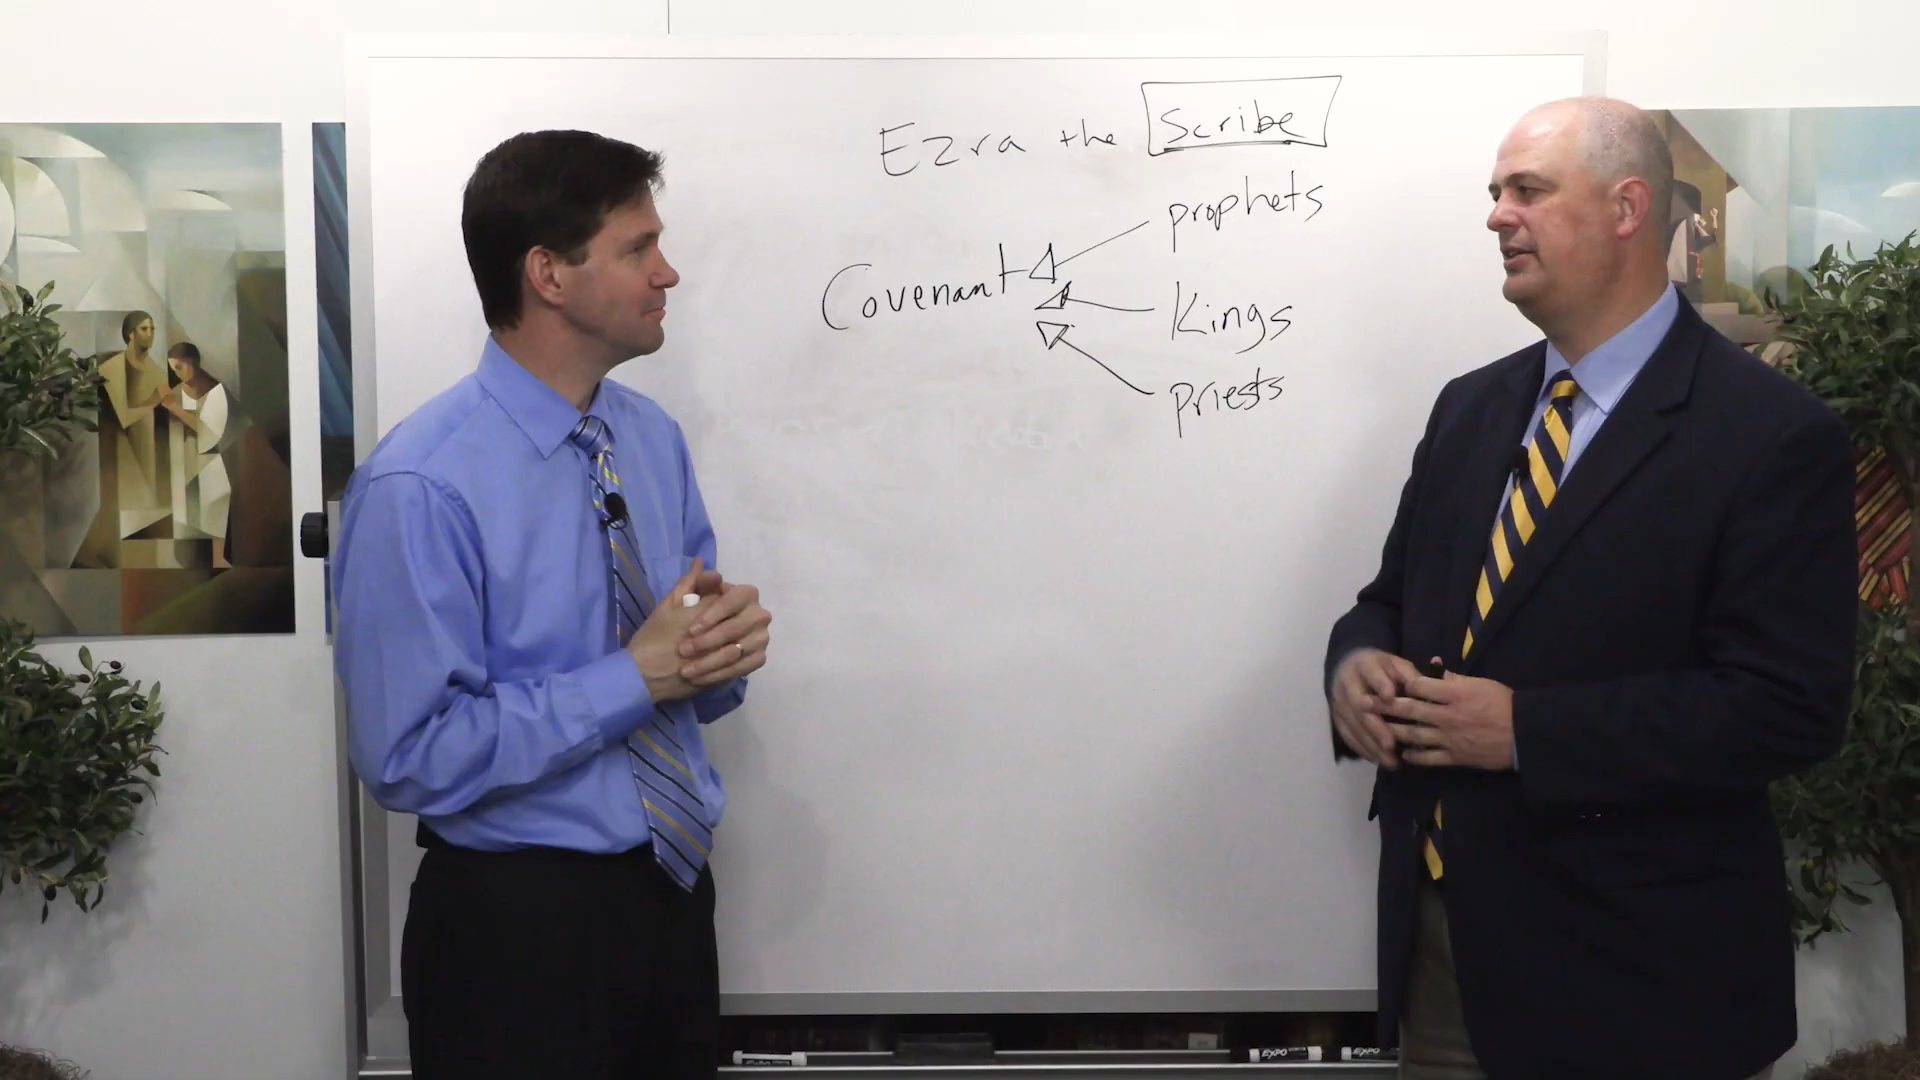 Ezra the Scribe
prophets
Covenant
Kings
priests
EXPO
EXPO